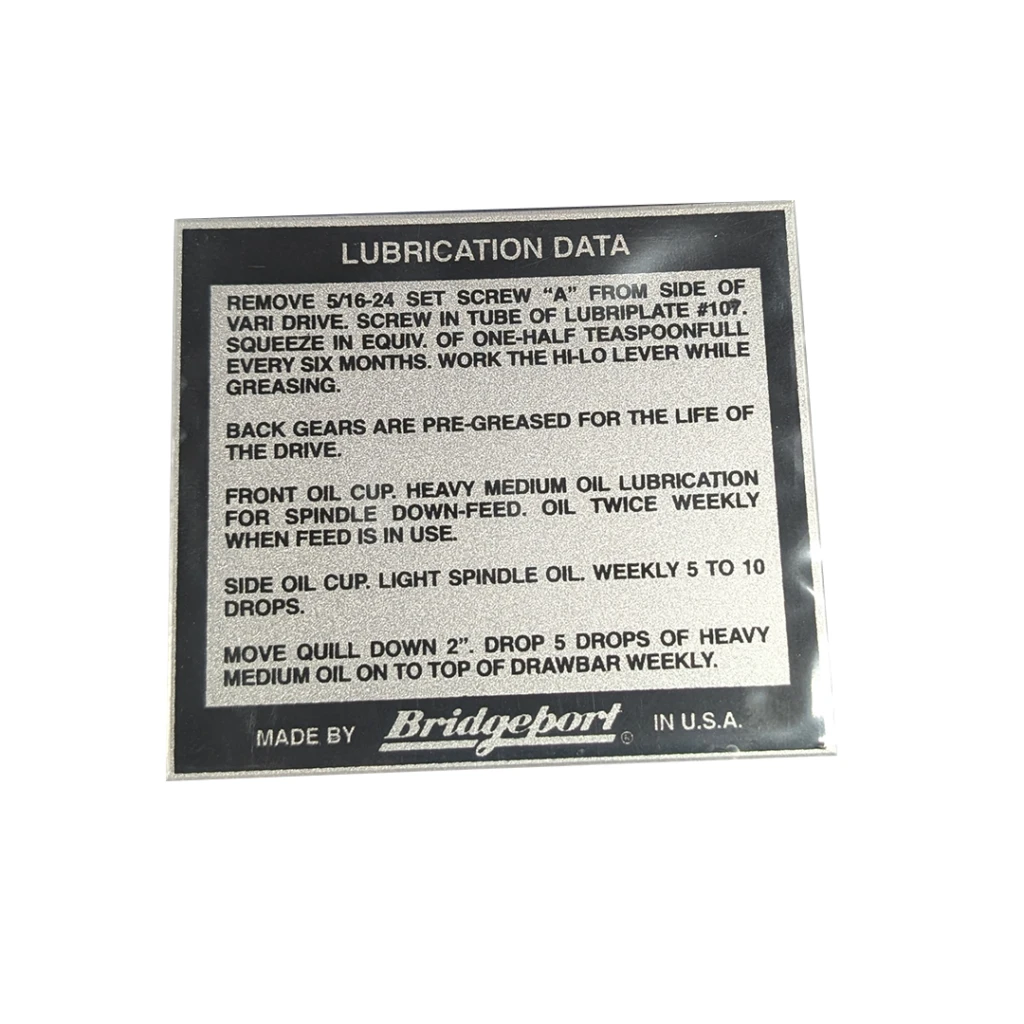 LUBRICATION DATA
REMOVE 5/16-24 SET SCREW "A" FROM SIDE OF
VARI DRIVE. SCREW IN TUBE OF LUBRIPLATE #107.
SQUEEZE IN EQUIV. OF ONE-HALF TEASPOONFULL
EVERY SIX MONTHS. WORK THE HI-LO LEVER WHILE
GREASING.
BACK GEARS ARE PRE-GREASED FOR THE LIFE OF
THE DRIVE.
FRONT OIL CUP. HEAVY MEDIUM OIL LUBRICATION
FOR SPINDLE DOWN-FEED. OIL TWICE WEEKLY
WHEN FEED IS IN USE.
SIDE OIL CUP. LIGHT SPINDLE OIL. WEEKLY 5 TO 10
DROPS.
MOVE QUILL DOWN 2". DROP 5 DROPS OF HEAVY
MEDIUM OIL ON TO TOP OF DRAWBAR WEEKLY.
MADE BY Bridgeport ® IN U.S.A.